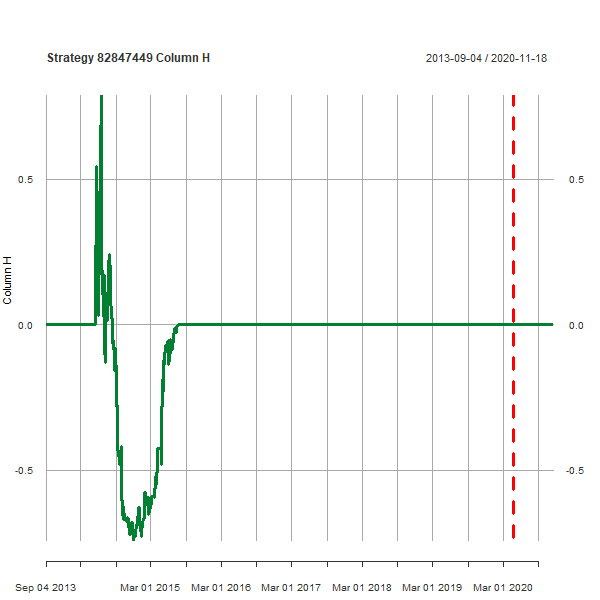 Strategy 82847449 Column H
2013-09-04 / 2020-11-18
Column H
0.5
0.5
0.0
0.0
-0.5
-0.5
Sep 04 2013
Mar 01 2015
Mar 01 2016
Mar 01 2017
Mar 01 2018
Mar 01 2019
Mar 01 2020